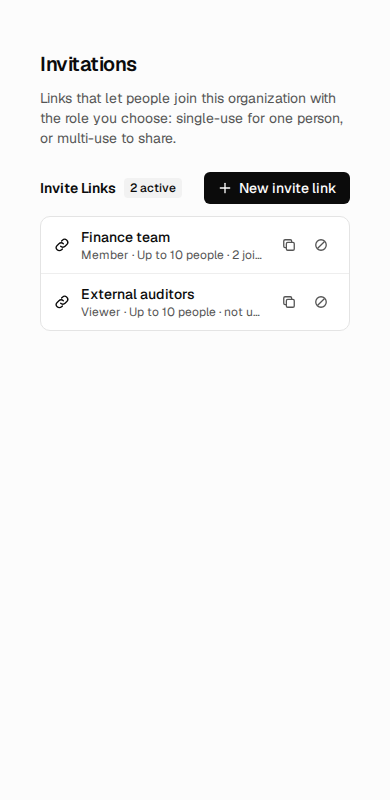 Invitations
Links that let people join this organization with
the role you choose: single-use for one person,
or multi-use to share.
Invite Links
2 active
New invite link
Finance team
Member · Up to 10 people · 2 joi...
External auditors
Viewer · Up to 10 people · not u...